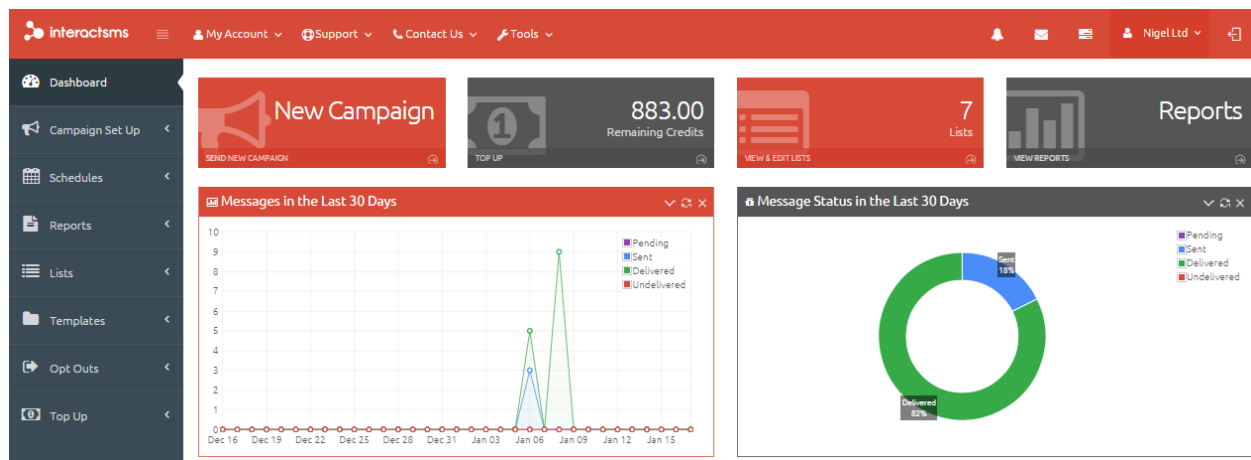 interactsms
My Account
Support
Contact Us
Tools
Nigel Ltd
Dashboard
Campaign Set Up
Schedules
Reports
Lists
Templates
Opt Outs
Top Up
New Campaign
SEND NEW CAMPAIGN
1
883.00
Remaining Credits
TOP UP
7
Lists
VIEW & EDIT LISTS
Reports
VIEW REPORTS
Messages in the Last 30 Days
10
9
8
7
6
5
4
3
2
1
0
Dec 16 Dec 19 Dec 22 Dec 25 Dec 28 Dec 31 Jan 03 Jan 06 Jan 09 Jan 12 Jan 15
Pending
Sent
Delivered
Undelivered
Message Status in the Last 30 Days
Sent
18%
Delivered
82%
Pending
Sent
Delivered
Undelivered